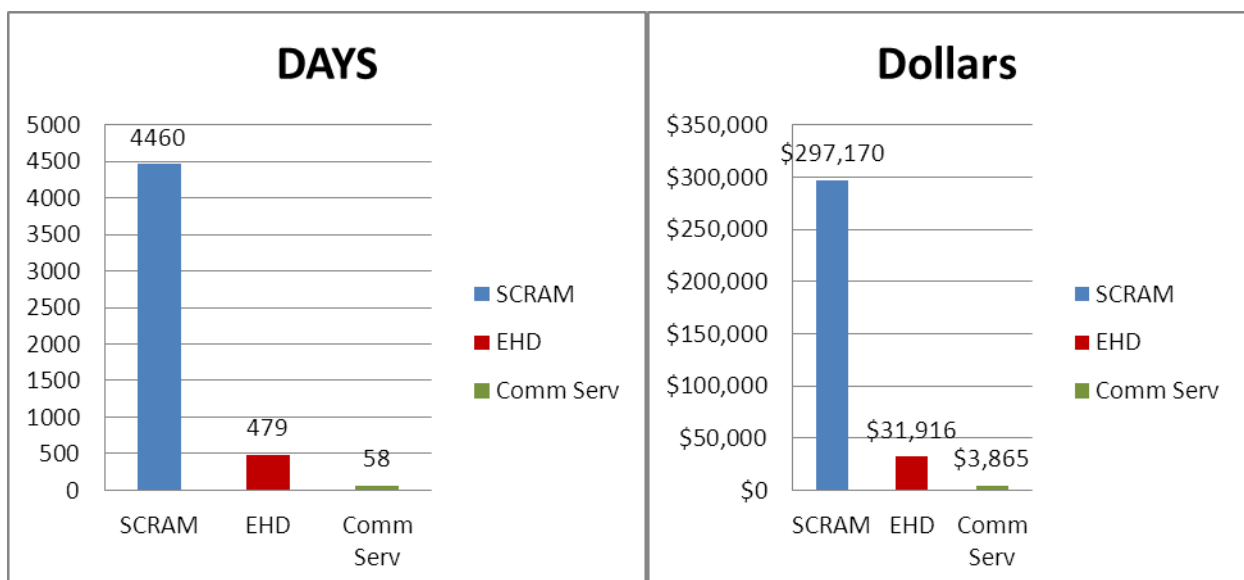 DAYS
5000
4500
4000
3500
3000
2500
2000
1500
1000
500
0
4460
479
58
SCRAM
EHD
Comm
Serv
SCRAM
EHD
Comm Serv
Dollars
$350,000
$300,000
$250,000
$200,000
$150,000
$100,000
$50,000
$0
$297,170
$31,916
$3,865
SCRAM
EHD
Comm
Serv
SCRAM
EHD
Comm Serv